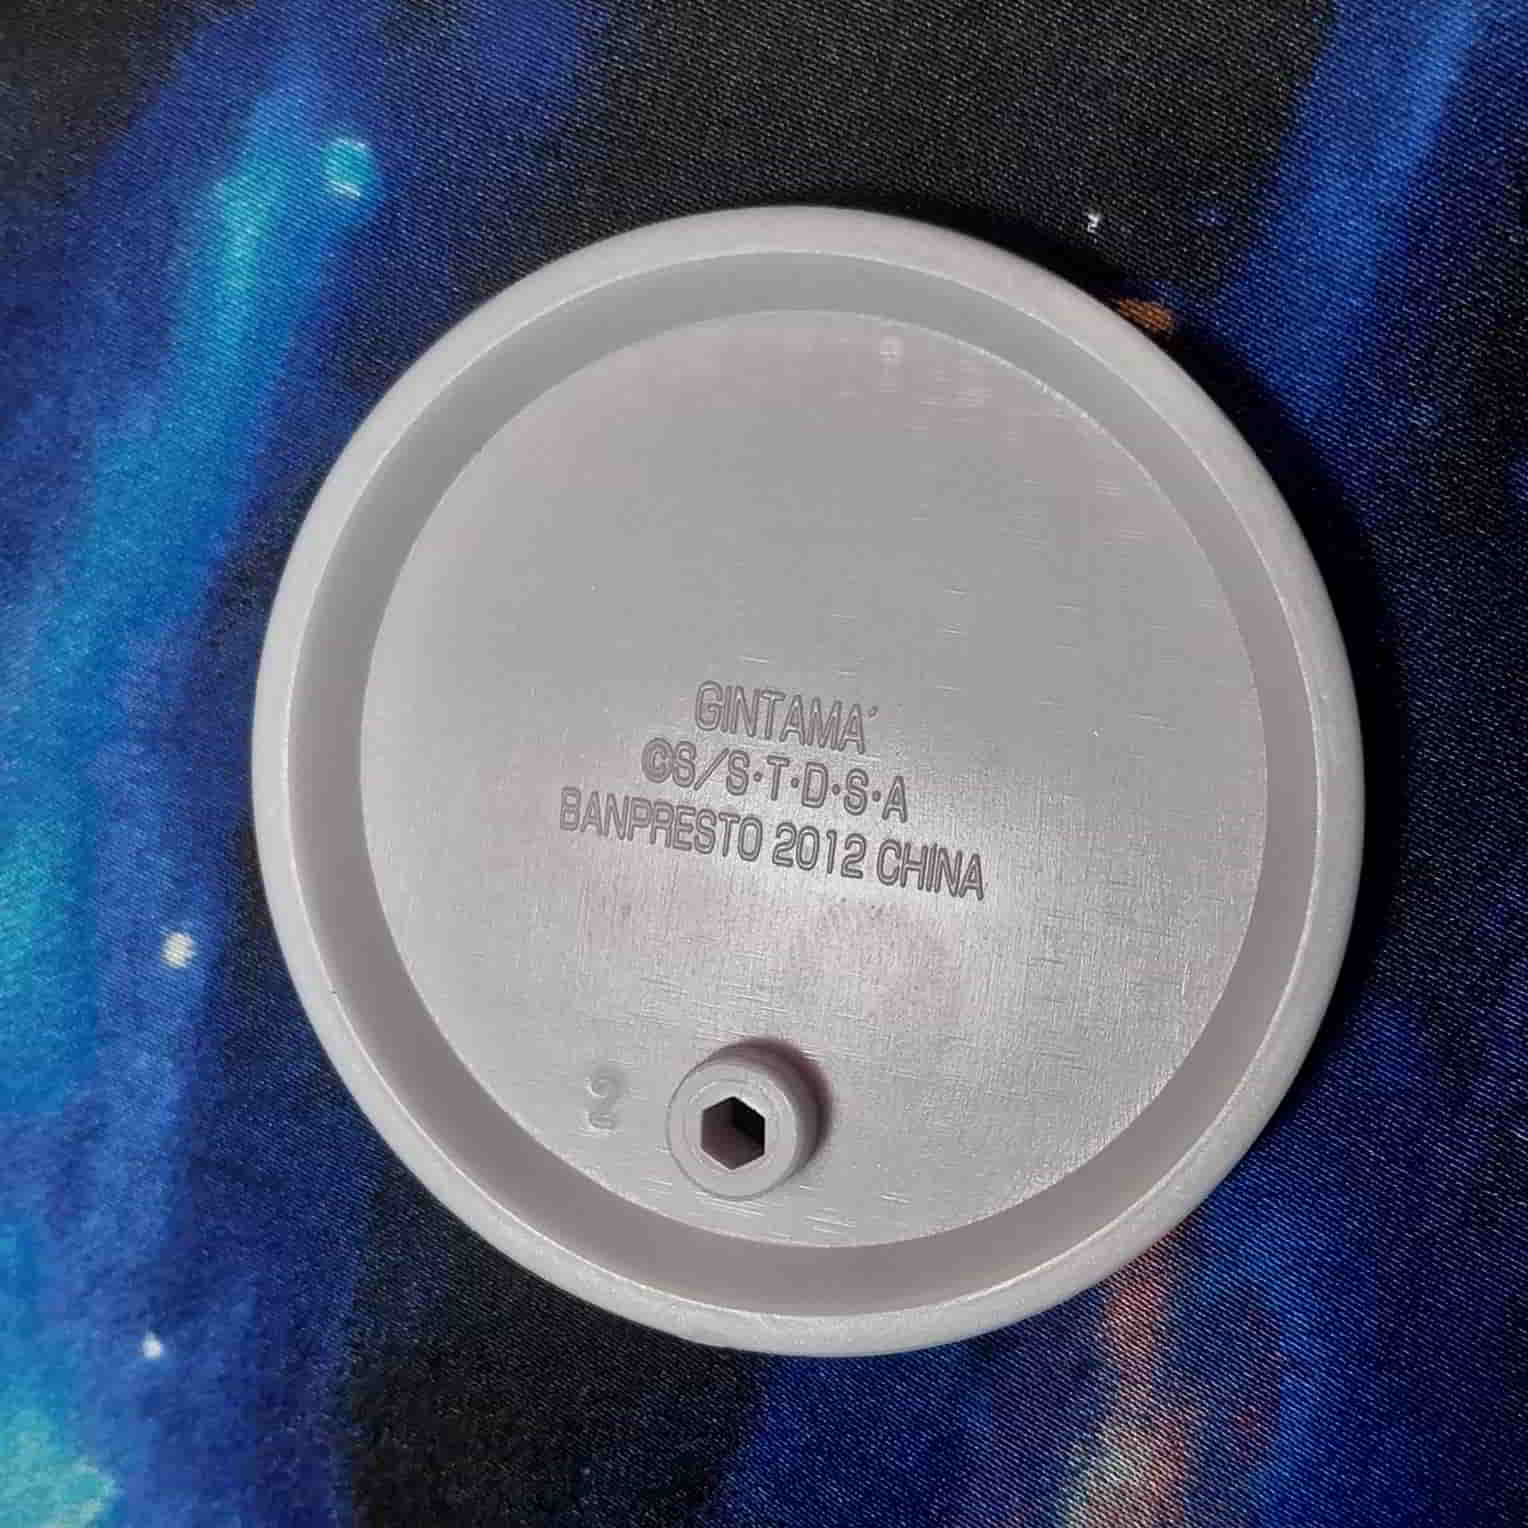 GINTAMA'
©S/S·T·D·S·A
BANPRESTO 2012 CHINA
2